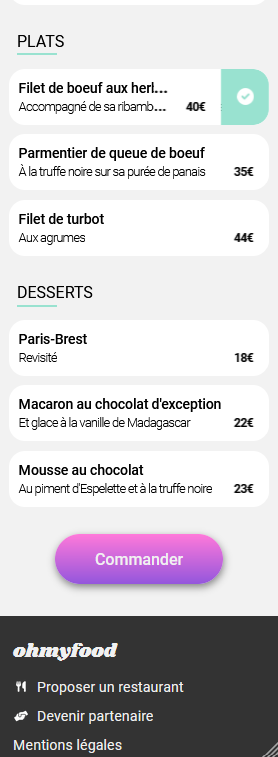 PLATS
Filet de boeuf aux herl...
Accompagné de sa ribamb... 40€
Parmentier de queue de boeuf
À la truffe noire sur sa purée de panais 35€
Filet de turbot
Aux agrumes 44€
DESSERTS
Paris-Brest
Revisité 18€
Macaron au chocolat d'exception
Et glace à la vanille de Madagascar 22€
Mousse au chocolat
Au piment d'Espelette et à la truffe noire 23€
Commander
ohmyfood
Proposer un restaurant
Devenir partenaire
Mentions légales